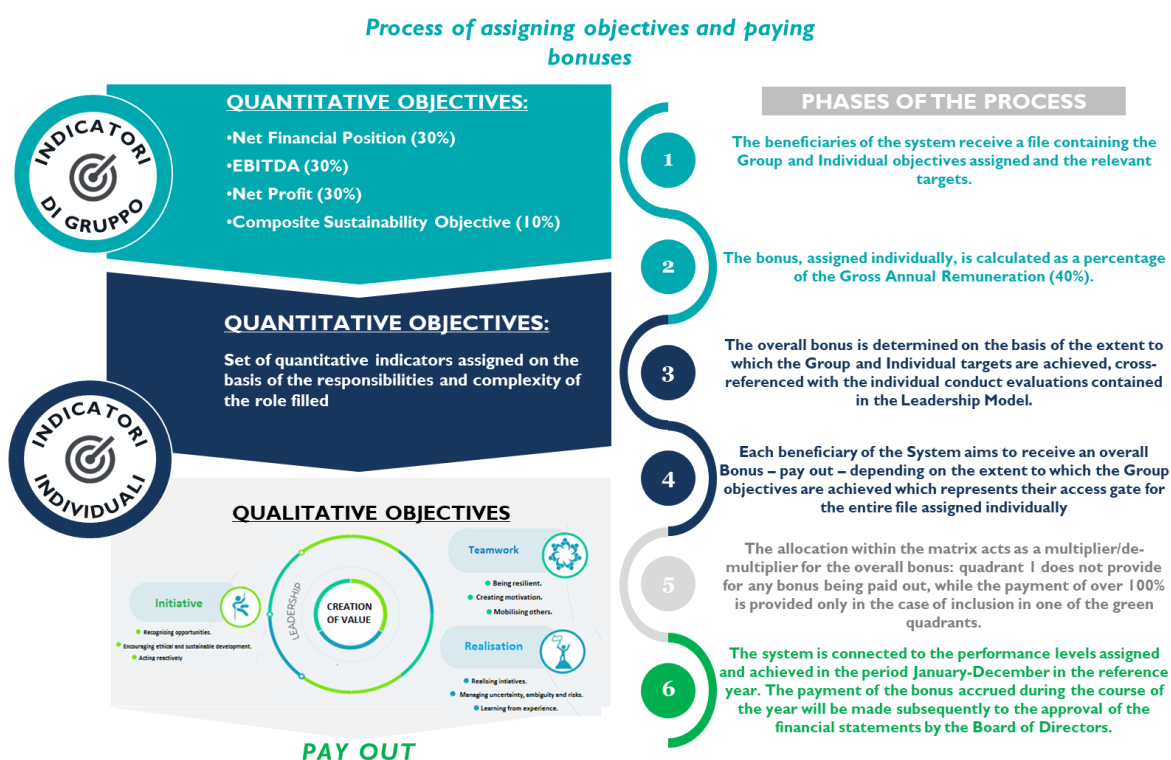 Process of assigning objectives and paying
bonuses
INDICATORI
DI GRUPPO
QUANTITATIVE OBJECTIVES:
•Net Financial Position (30%)
•EBITDA (30%)
•Net Profit (30%)
•Composite Sustainability Objective (10%)
INDICATORI
INDIVIDUALI
QUANTITATIVE OBJECTIVES:
Set of quantitative indicators assigned on the
basis of the responsibilities and complexity of
the role filled
QUALITATIVE OBJECTIVES
Initiative
Recognising opportunities.
Encouraging ethical and sustainable development.
Acting reactively
LEADERSHIP
CREATION
OF VALUE
Teamwork
Being resilient.
Creating motivation.
Mobilising others.
Realisation
Realising intiatives.
Managing uncertainty, ambiguity and risks.
Learning from experience.
PAY OUT
PHASES OF THE PROCESS
1
The beneficiaries of the system receive a file containing the
Group and Individual objectives assigned and the relevant
targets.
2
The bonus, assigned individually, is calculated as a percentage
of the Gross Annual Remuneration (40%).
3
The overall bonus is determined on the basis of the extent to
which the Group and Individual targets are achieved, cross-
referenced with the individual conduct evaluations contained
in the Leadership Model.
4
Each beneficiary of the System aims to receive an overall
Bonus – pay out – depending on the extent to which the Group
objectives are achieved which represents their access gate for
the entire file assigned individually
5
The allocation within the matrix acts as a multiplier/de-
multiplier for the overall bonus: quadrant 1 does not provide
for any bonus being paid out, while the payment of over 100%
is provided only in the case of inclusion in one of the green
quadrants.
6
The system is connected to the performance levels assigned
and achieved in the period January-December in the reference
year. The payment of the bonus accrued during the course of
the year will be made subsequently to the approval of the
financial statements by the Board of Directors.